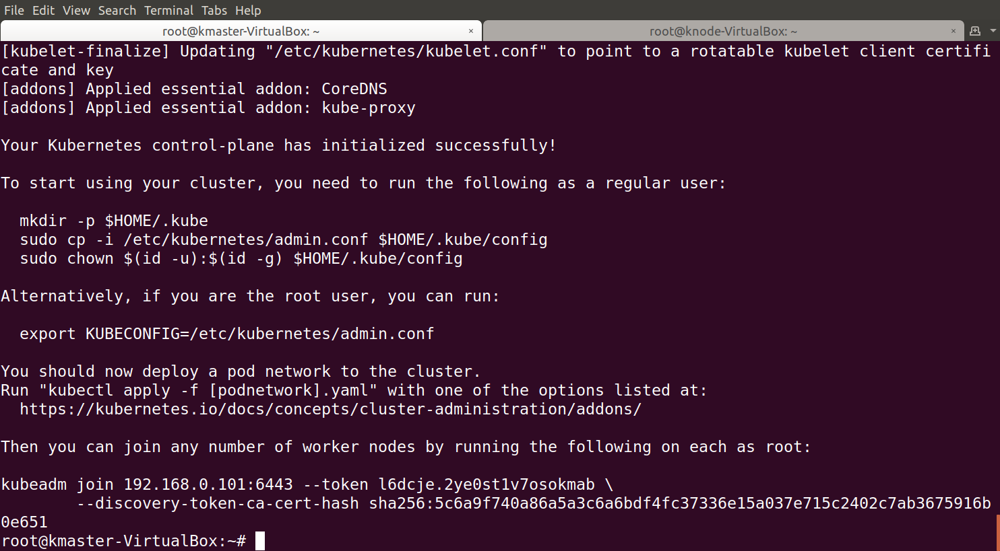 File Edit View Search Terminal Tabs Help
root@kmaster-VirtualBox: ~ × root@knode-VirtualBox: ~ ×
[kubelet-finalize] Updating "/etc/kubernetes/kubelet.conf" to point to a rotatable kubelet client certifi
cate and key
[addons] Applied essential addon: CoreDNS
[addons] Applied essential addon: kube-proxy
Your Kubernetes control-plane has initialized successfully!
To start using your cluster, you need to run the following as a regular user:
mkdir -p $HOME/.kube
sudo cp -i /etc/kubernetes/admin.conf $HOME/.kube/config
sudo chown $(id -u):$(id -g) $HOME/.kube/config
Alternatively, if you are the root user, you can run:
export KUBECONFIG=/etc/kubernetes/admin.conf
You should now deploy a pod network to the cluster.
Run "kubectl apply -f [podnetwork].yaml" with one of the options listed at:
https://kubernetes.io/docs/concepts/cluster-administration/addons/
Then you can join any number of worker nodes by running the following on each as root:
kubeadm join 192.168.0.101:6443 --token l6dcje.2ye0st1v7osokmab \
--discovery-token-ca-cert-hash sha256:5c6a9f740a86a5a3c6a6bdf4fc37336e15a037e715c2402c7ab3675916b
0e651
root@kmaster-VirtualBox:~#